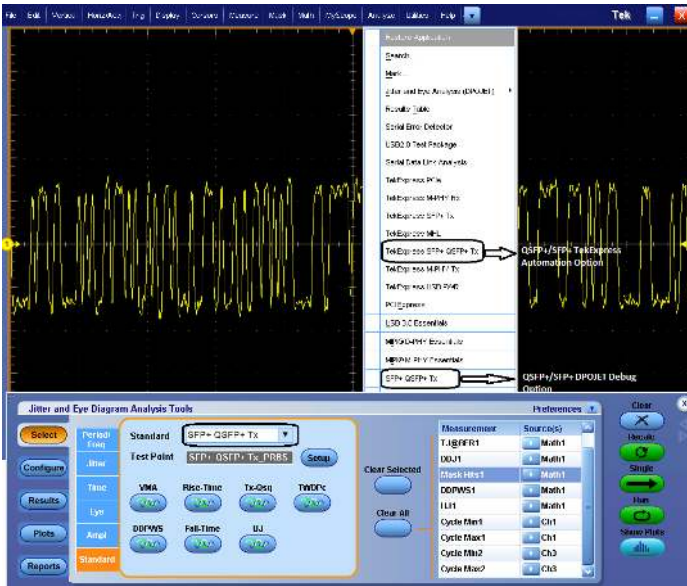 File Edit Vertical Horiz/Acq Trig Display Cursors Measure Mask Math MyScope Analyze Utilities Help Tek
Restore Application
Search
Mark
Jitter and Eye Analysis (DPOJET)
Results Table
Serial Error Detector
USB2.0 Test Package
Serial Data Link Analysis
TekExpress PCIe
TekExpress M-PHY Rx
TekExpress SFP+ Tx
TekExpress MHL
TekExpress SFP+ QSFP+ Tx
QSFP+/SFP+ TekExpress
Automation Option
TekExpress M-PHY Tx
TekExpress USB PWR
PCI Express
USB 3.0 Essentials
MIPI D-PHY Essentials
MIPI M-PHY Essentials
SFP+ QSFP+ Tx
QSFP+/SFP+ DPOJET Debug
Option
Jitter and Eye Diagram Analysis Tools
Preferences
Clear
X
Select
Configure
Results
Plots
Reports
Period/
Freq
Jitter
Time
Eye
Ampl
Standard
Standard SFP+ QSFP+ Tx
Test Point SFP+ QSFP+ Tx_PRBS Setup
VMA Rise-Time Tx-Qsq TWDPc
DDPWS Fall-Time UJ
Clear Selected
Clear All
Measurement Source(s)
TJ@BER1 Math1
DDJ1 Math1
Mask Hits1 Math1
DDPWS1 Math1
UJ1 Math1
Cycle Min1 Ch1
Cycle Max1 Ch1
Cycle Min2 Ch3
Cycle Max2 Ch3
Recalc
Single
Run
Show Plots